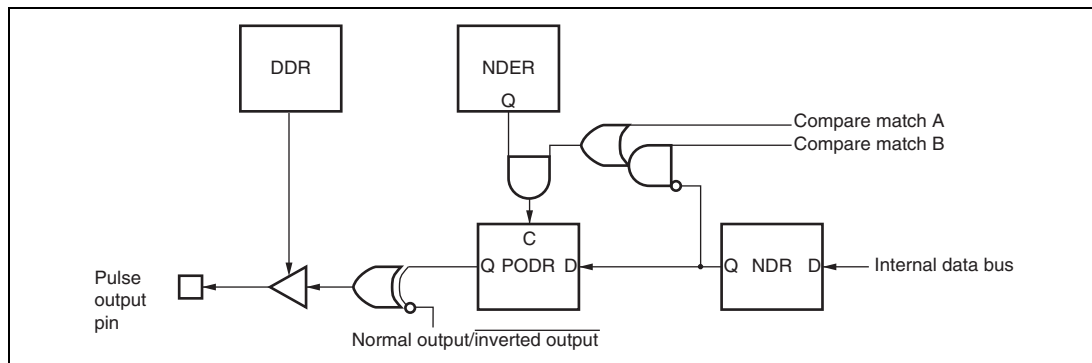 DDR
NDER
Q
Compare match A
Compare match B
C
Q PODR D
Q NDR D
Internal data bus
Pulse
output
pin
Normal output/inverted output